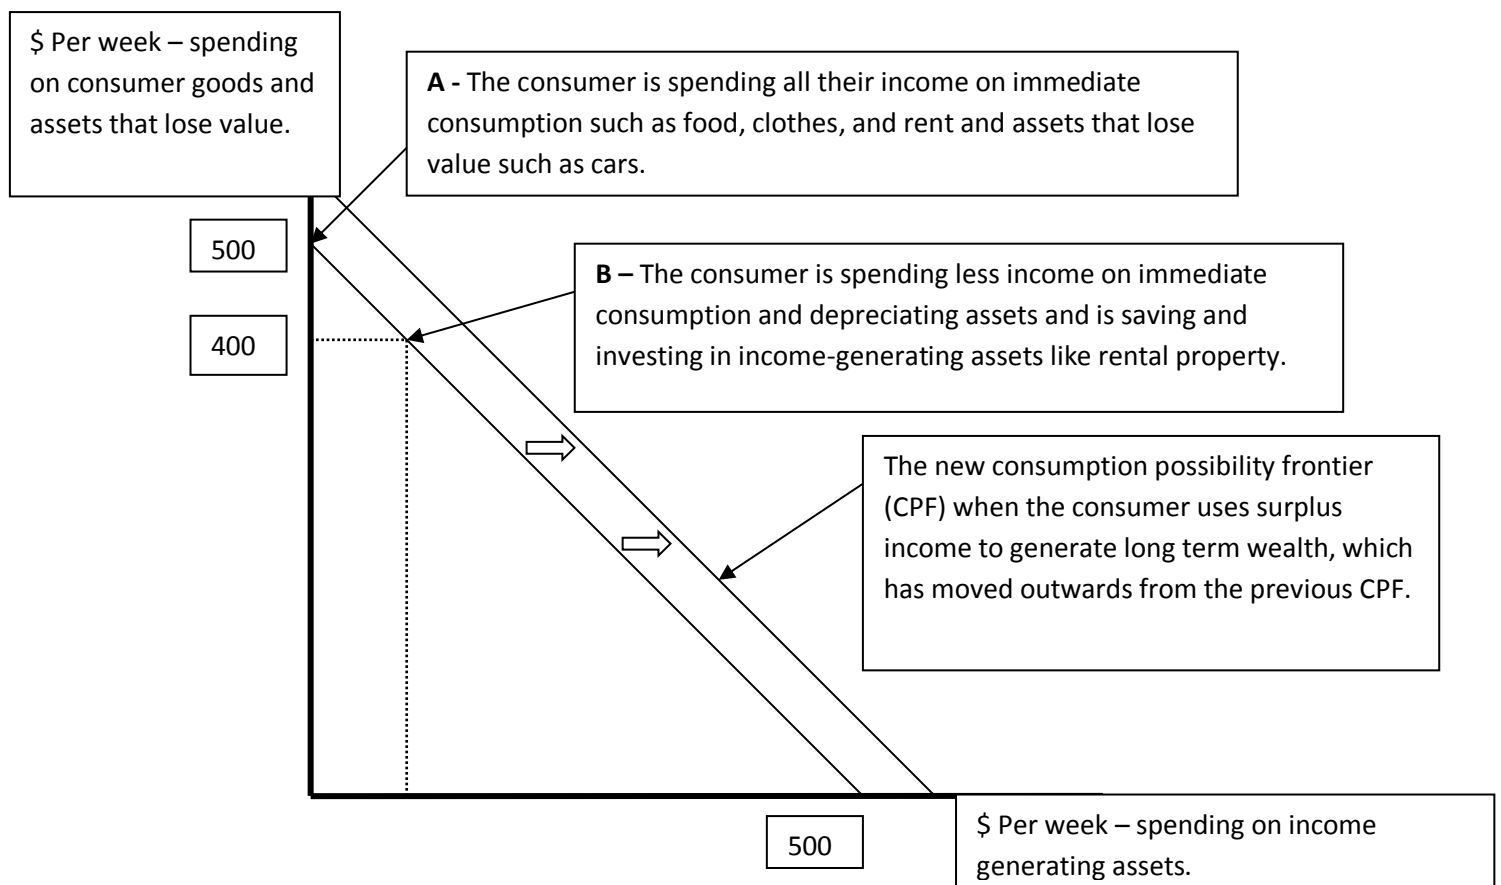 $ Per week – spending
on consumer goods and
assets that lose value.
A - The consumer is spending all their income on immediate
consumption such as food, clothes, and rent and assets that lose
value such as cars.
500
B – The consumer is spending less income on immediate
consumption and depreciating assets and is saving and
investing in income-generating assets like rental property.
400
The new consumption possibility frontier
(CPF) when the consumer uses surplus
income to generate long term wealth, which
has moved outwards from the previous CPF.
500
$ Per week – spending on income
generating assets.